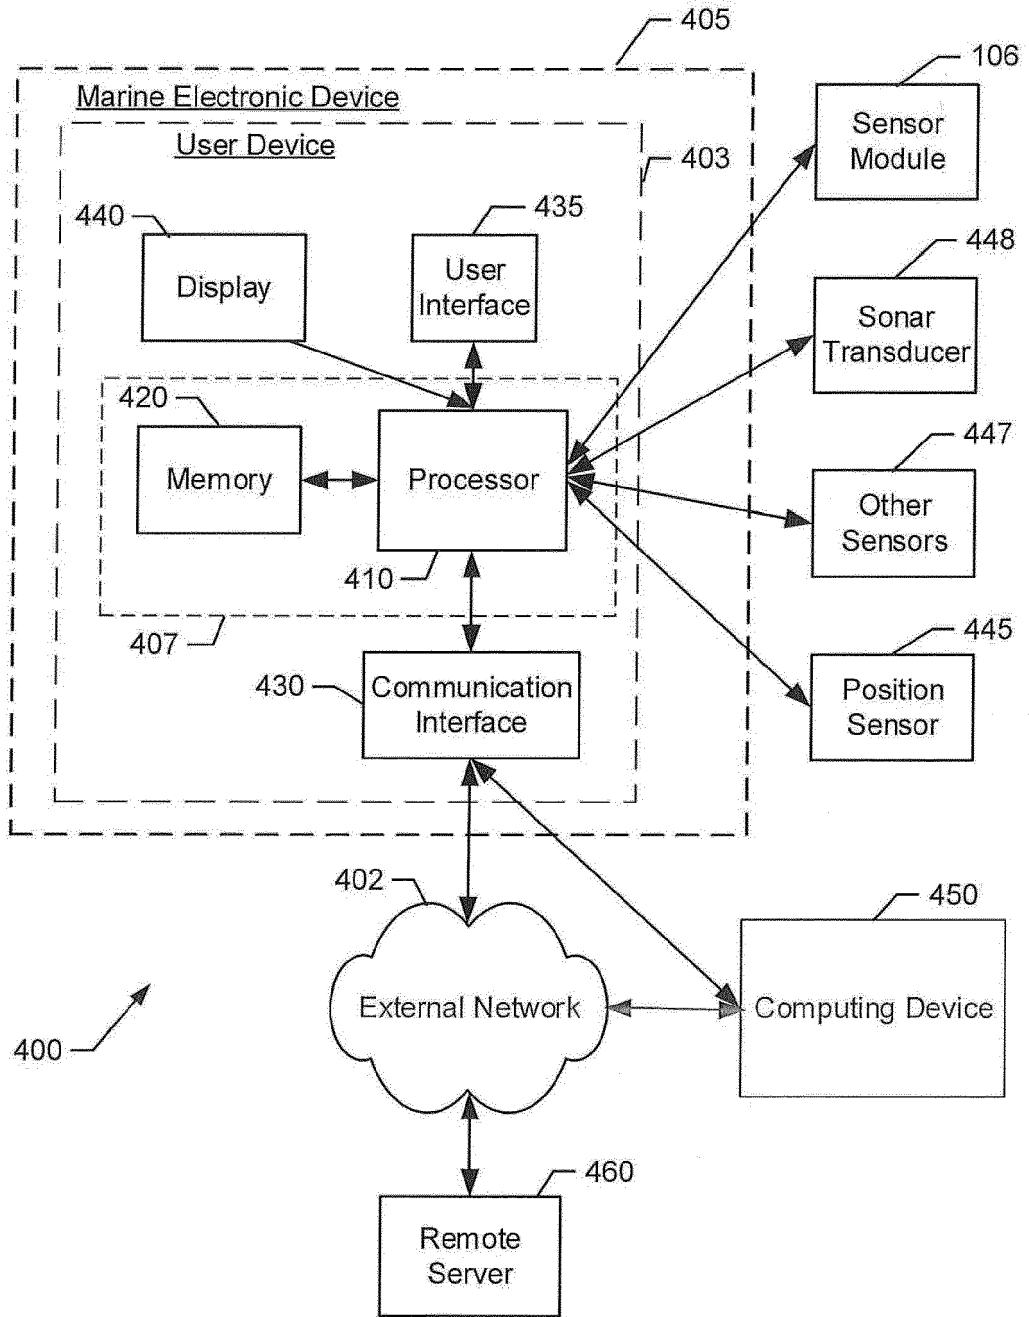 405
Marine Electronic Device
106
Sensor
Module
User Device
403
440
435
Display
User
Interface
448
Sonar
Transducer
420
Memory
Processor
447
Other
Sensors
410
407
445
430
Communication
Interface
Position
Sensor
402
450
External Network
Computing Device
400
460
Remote
Server